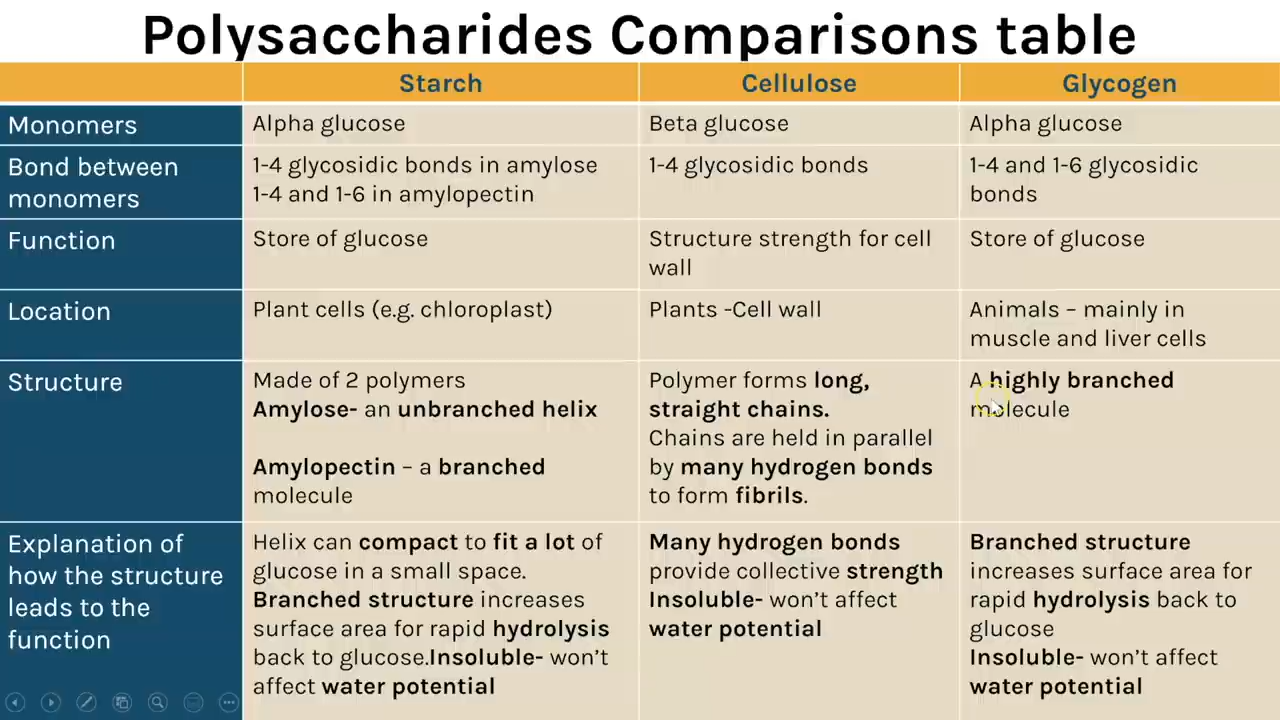 Polysaccharides Comparisons table
Starch
Cellulose
Glycogen
Monomers
Alpha glucose
Beta glucose
Alpha glucose
Bond between
monomers
1-4 glycosidic bonds in amylose
1-4 and 1-6 in amylopectin
1-4 glycosidic bonds
1-4 and 1-6 glycosidic
bonds
Function
Store of glucose
Structure strength for cell
wall
Store of glucose
Location
Plant cells (e.g. chloroplast)
Plants -Cell wall
Animals – mainly in
muscle and liver cells
Structure
Made of 2 polymers
Amylose- an unbranched helix
Amylopectin – a branched
molecule
Polymer forms long,
straight chains.
Chains are held in parallel
by many hydrogen bonds
to form fibrils.
A highly branched
molecule
Explanation of
how the structure
leads to the
function
Helix can compact to fit a lot of
glucose in a small space.
Branched structure increases
surface area for rapid hydrolysis
back to glucose.Insoluble- won't
affect water potential
Many hydrogen bonds
provide collective strength
Insoluble- won't affect
water potential
Branched structure
increases surface area for
rapid hydrolysis back to
glucose
Insoluble- won't affect
water potential